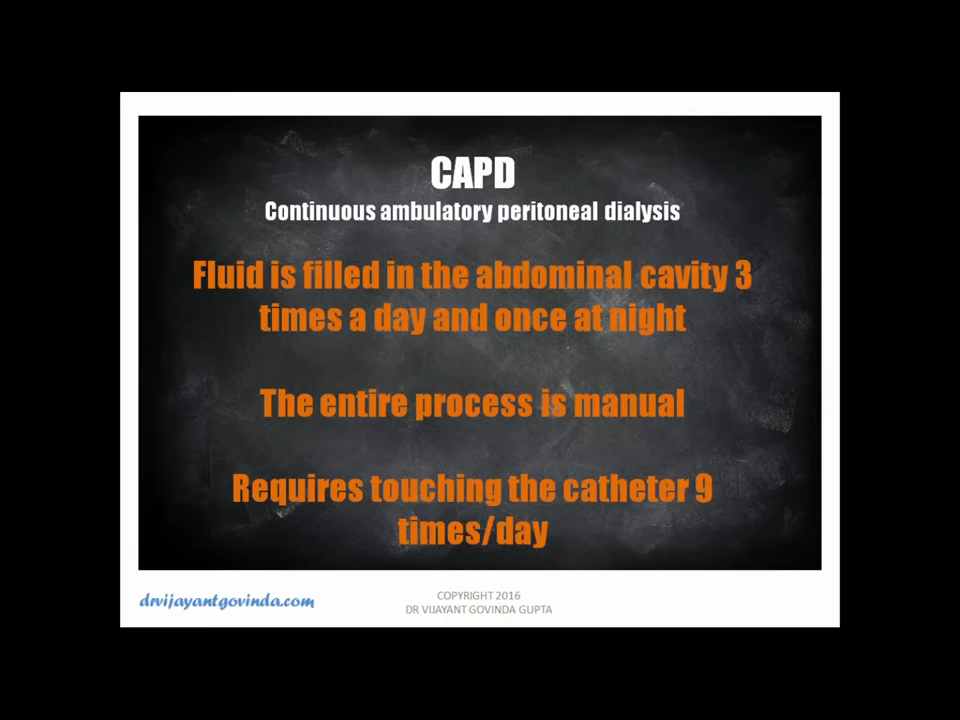 CAPD
Continuous ambulatory peritoneal dialysis
Fluid is filled in the abdominal cavity 3
times a day and once at night
The entire process is manual
Requires touching the catheter 9
times/day
drvijayantgovinda.com
COPYRIGHT 2016
DR VIJAYANT GOVINDA GUPTA